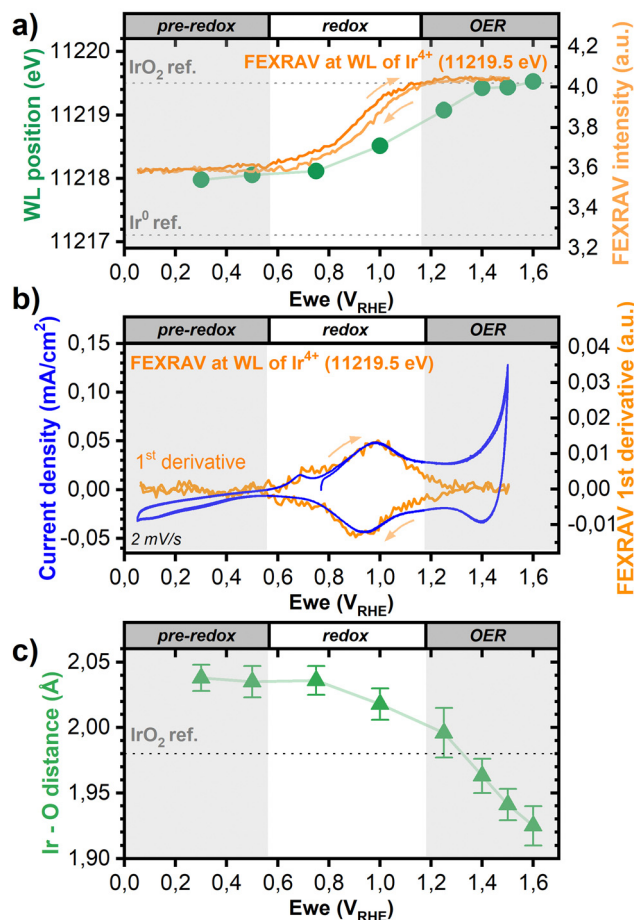 a)
pre-redox redox OER
FEXRAV at WL of Ir⁴⁺ (11219.5 eV)
IrO₂ ref.
Ir⁰ ref.
WL position (eV)
11220
11219
11218
11217
FEXRAV intensity (a.u.)
4,2
4,0
3,8
3,6
3,4
3,2
0,0 0,2 0,4 0,6 0,8 1,0 1,2 1,4 1,6
Ewe (V_RHE)
b)
pre-redox redox OER
FEXRAV at WL of Ir⁴⁺ (11219.5 eV)
1ˢᵗ derivative
2 mV/s
Current density (mA/cm²)
0,15
0,10
0,05
0,00
-0,05
FEXRAV 1st derivative (a.u.)
0,04
0,03
0,02
0,01
0,00
-0,01
0,0 0,2 0,4 0,6 0,8 1,0 1,2 1,4 1,6
Ewe (V_RHE)
c)
pre-redox redox OER
IrO₂ ref.
Ir - O distance (Å)
2,05
2,00
1,95
1,90
0,0 0,2 0,4 0,6 0,8 1,0 1,2 1,4 1,6
Ewe (V_RHE)